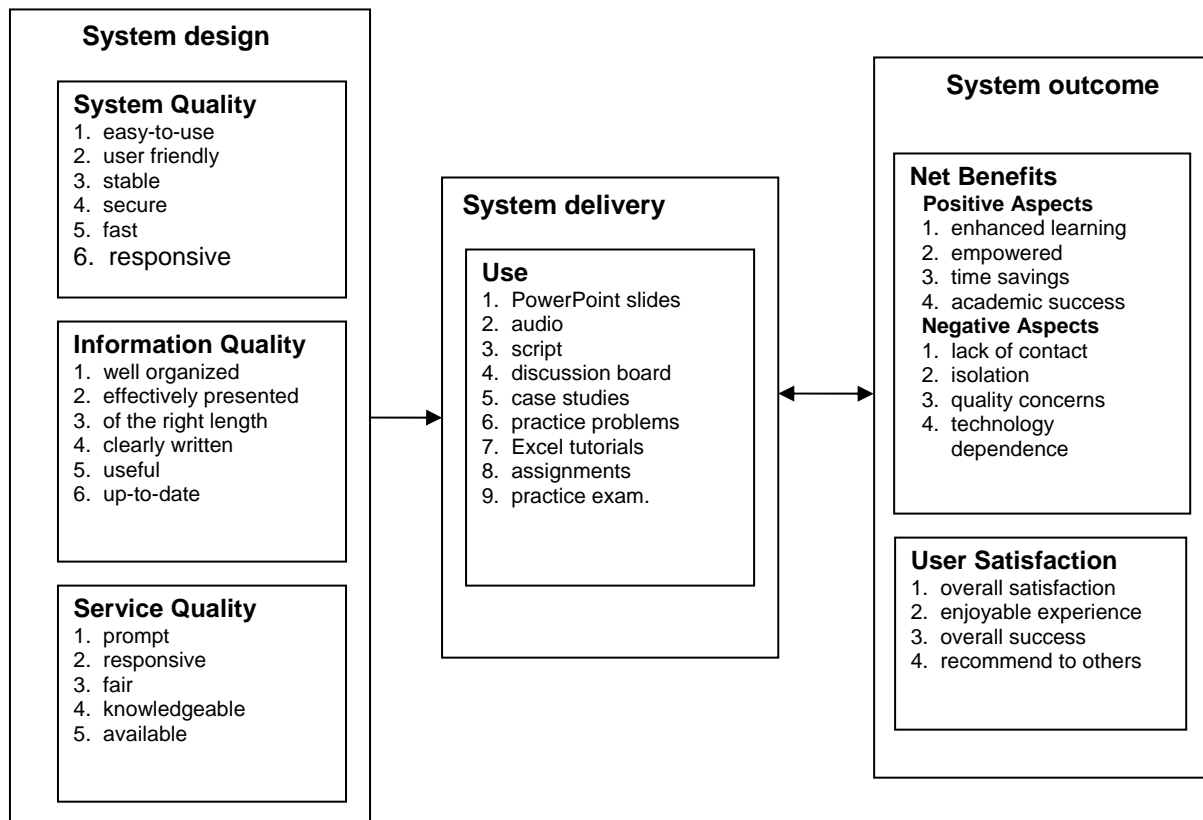 System design
System Quality
1. easy-to-use
2. user friendly
3. stable
4. secure
5. fast
6. responsive
Information Quality
1. well organized
2. effectively presented
3. of the right length
4. clearly written
5. useful
6. up-to-date
Service Quality
1. prompt
2. responsive
3. fair
4. knowledgeable
5. available
System delivery
Use
1. PowerPoint slides
2. audio
3. script
4. discussion board
5. case studies
6. practice problems
7. Excel tutorials
8. assignments
9. practice exam.
System outcome
Net Benefits
Positive Aspects
1. enhanced learning
2. empowered
3. time savings
4. academic success
Negative Aspects
1. lack of contact
2. isolation
3. quality concerns
4. technology
dependence
User Satisfaction
1. overall satisfaction
2. enjoyable experience
3. overall success
4. recommend to others